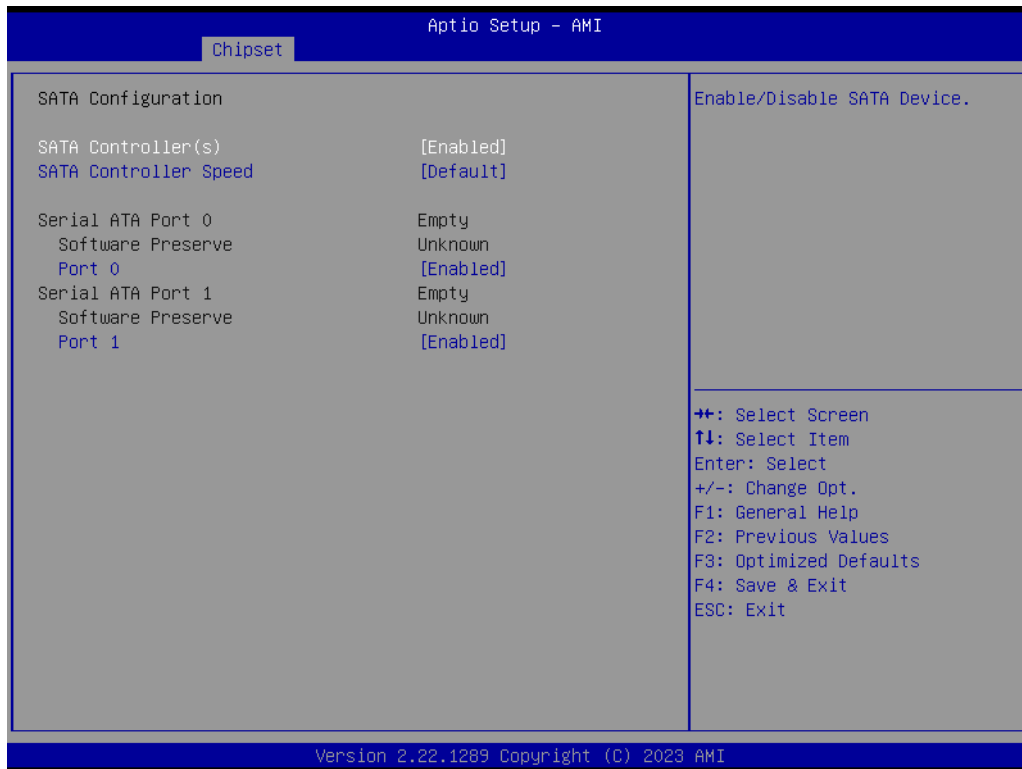 Aptio Setup – AMI
Chipset
SATA Configuration
SATA Controller(s) [Enabled]
SATA Controller Speed [Default]
Serial ATA Port 0 Empty
Software Preserve Unknown
Port 0 [Enabled]
Serial ATA Port 1 Empty
Software Preserve Unknown
Port 1 [Enabled]
Enable/Disable SATA Device.
→←: Select Screen
↑↓: Select Item
Enter: Select
+/-: Change Opt.
F1: General Help
F2: Previous Values
F3: Optimized Defaults
F4: Save & Exit
ESC: Exit
Version 2.22.1289 Copyright (C) 2023 AMI